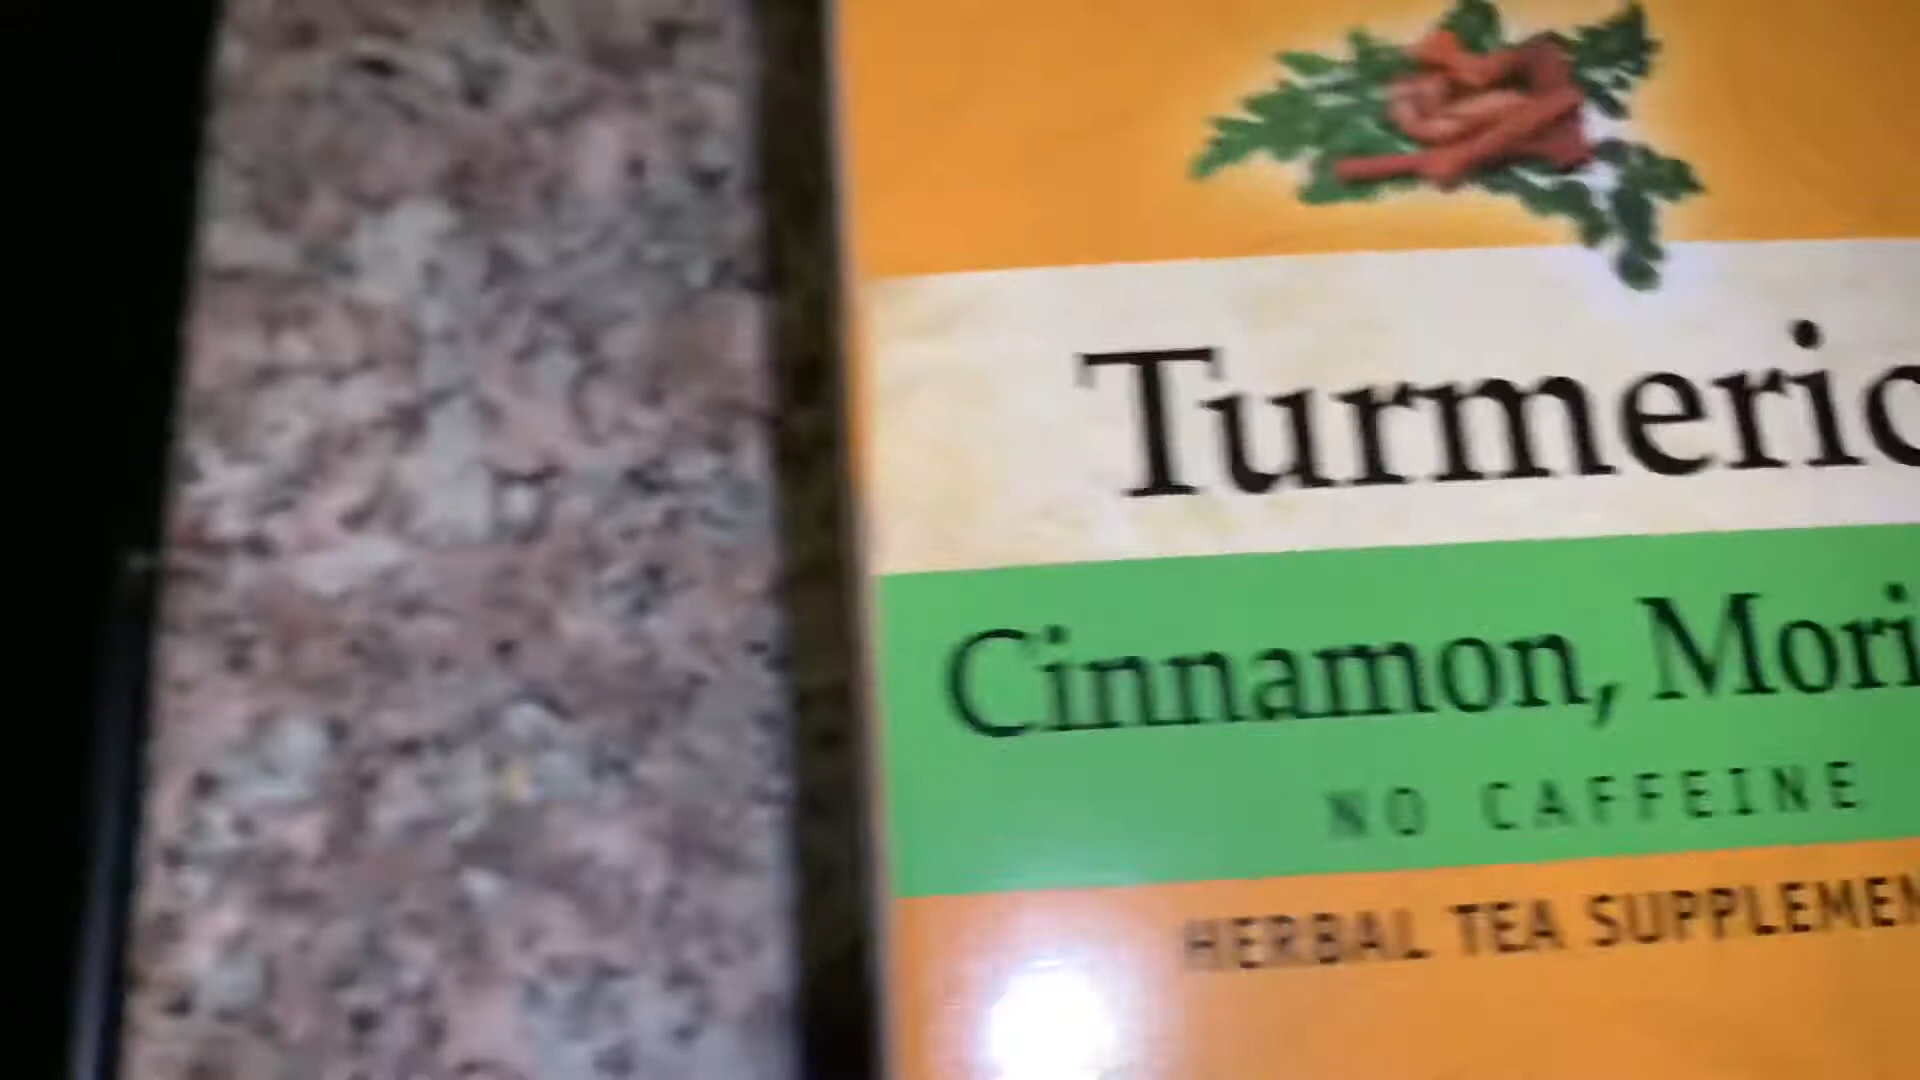 Turmeric
Cinnamon, Mori
NO CAFFEINE
HERBAL TEA SUPPLEMEN